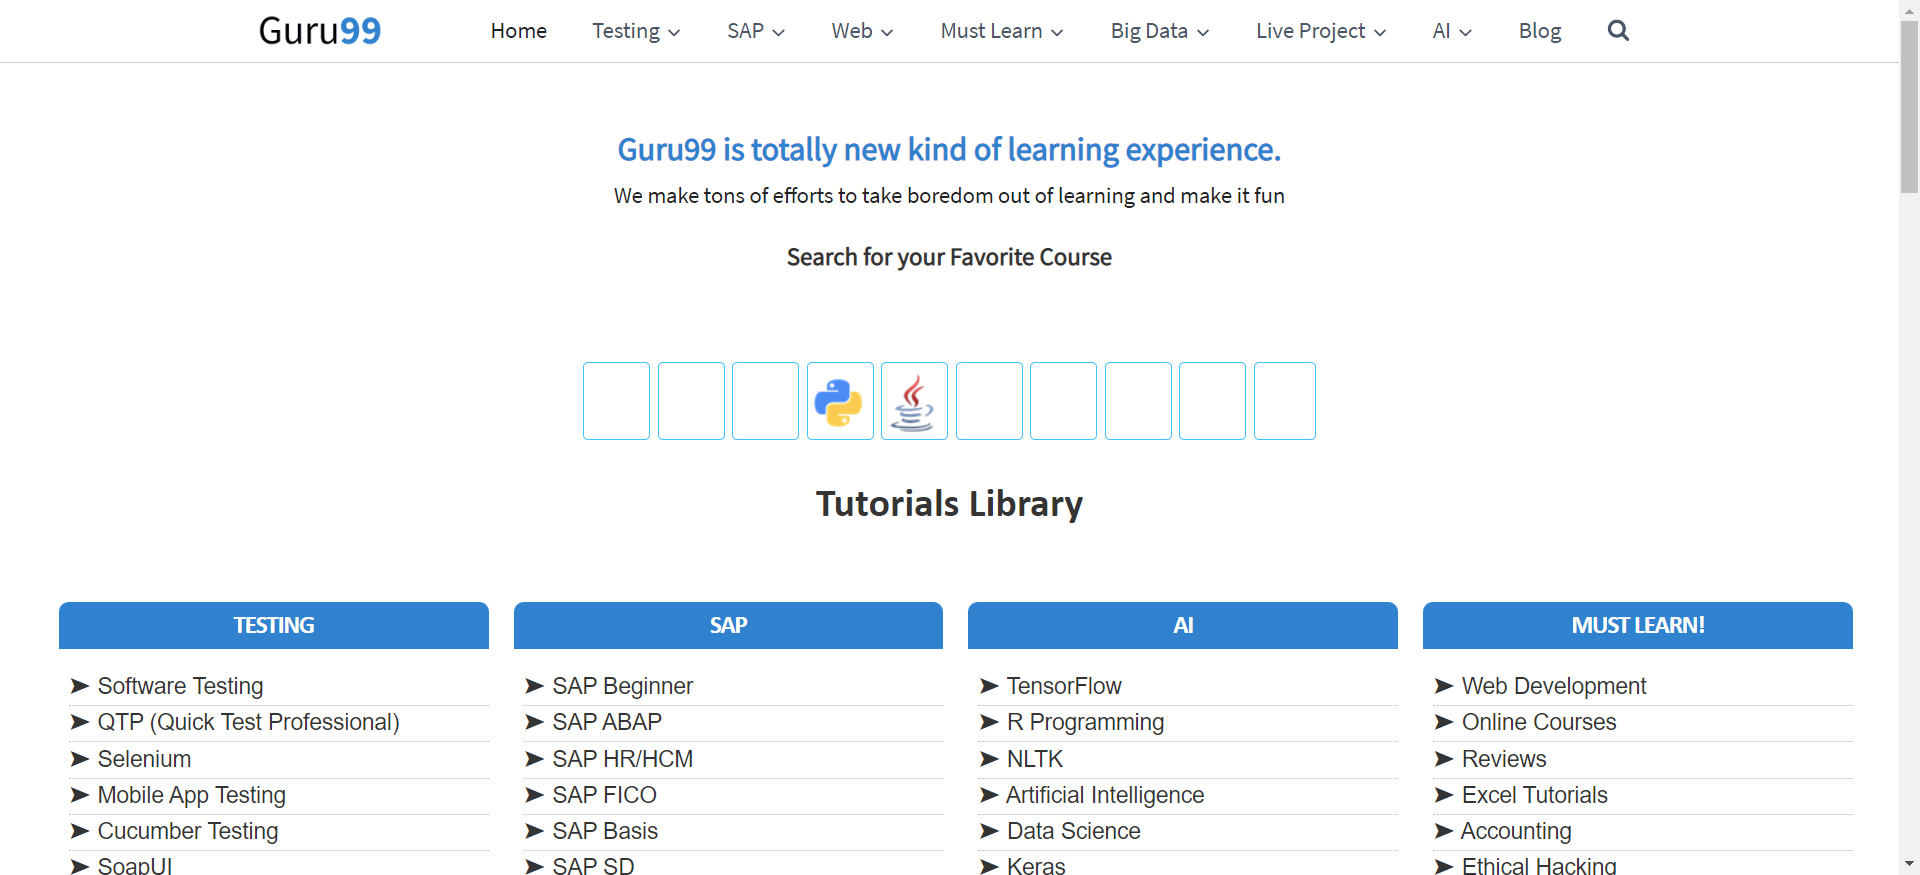 Guru99 Home Testing SAP Web Must Learn Big Data Live Project AI Blog
Guru99 is totally new kind of learning experience.
We make tons of efforts to take boredom out of learning and make it fun
Search for your Favorite Course
Tutorials Library
TESTING
➤ Software Testing
➤ QTP (Quick Test Professional)
➤ Selenium
➤ Mobile App Testing
➤ Cucumber Testing
➤ SoapUI
SAP
➤ SAP Beginner
➤ SAP ABAP
➤ SAP HR/HCM
➤ SAP FICO
➤ SAP Basis
➤ SAP SD
AI
➤ TensorFlow
➤ R Programming
➤ NLTK
➤ Artificial Intelligence
➤ Data Science
➤ Keras
MUST LEARN!
➤ Web Development
➤ Online Courses
➤ Reviews
➤ Excel Tutorials
➤ Accounting
➤ Ethical Hacking